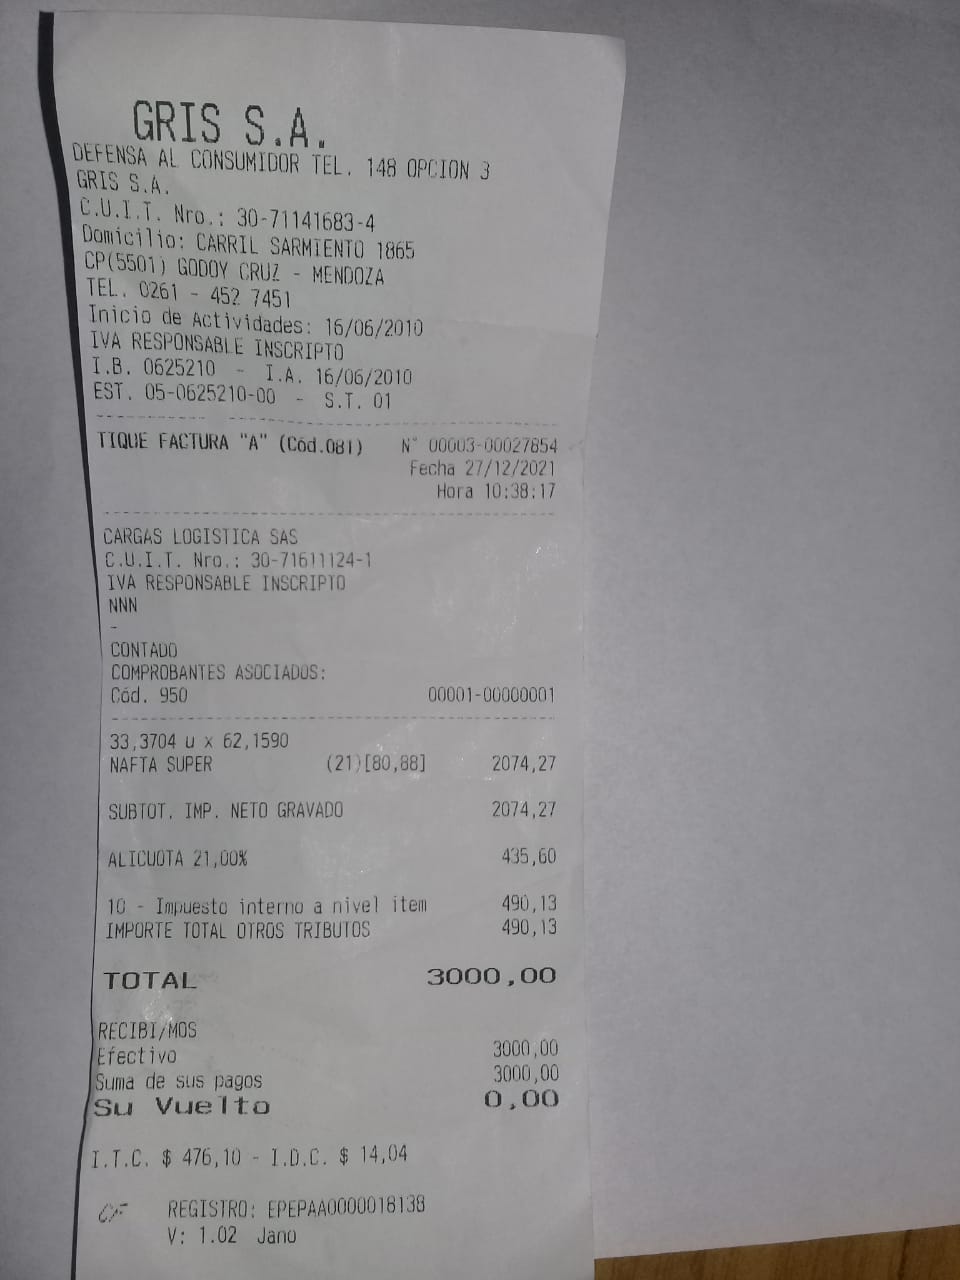 GRIS S.A.
DEFENSA AL CONSUMIDOR TEL. 148 OPCION 3
GRIS S.A.
C.U.I.T. Nro.: 30-71141683-4
Domicilio: CARRIL SARMIENTO 1865
CP(5501) GODOY CRUZ - MENDOZA
TEL. 0261 - 452 7451
Inicio de Actividades: 16/06/2010
IVA RESPONSABLE INSCRIPTO
I.B. 0625210 - I.A. 16/06/2010
EST. 05-0625210-00 - S.T. 01
TIQUE FACTURA "A" (Cód.081) N° 00003-00027854
Fecha 27/12/2021
Hora 10:38:17
CARGAS LOGISTICA SAS
C.U.I.T. Nro.: 30-71611124-1
IVA RESPONSABLE INSCRIPTO
NNN
-
CONTADO
COMPROBANTES ASOCIADOS:
Cód. 950 00001-00000001
33,3704 u x 62,1590
NAFTA SUPER (21)[80,88] 2074,27
SUBTOT. IMP. NETO GRAVADO 2074,27
ALICUOTA 21,00% 435,60
10 - Impuesto interno a nivel item 490,13
IMPORTE TOTAL OTROS TRIBUTOS 490,13
TOTAL 3000,00
RECIBI/MOS
Efectivo 3000,00
Suma de sus pagos 3000,00
Su Vuelto 0,00
I.T.C. $ 476,10 - I.D.C. $ 14,04
CF REGISTRO: EPEPAA0000018138
V: 1.02 Jano